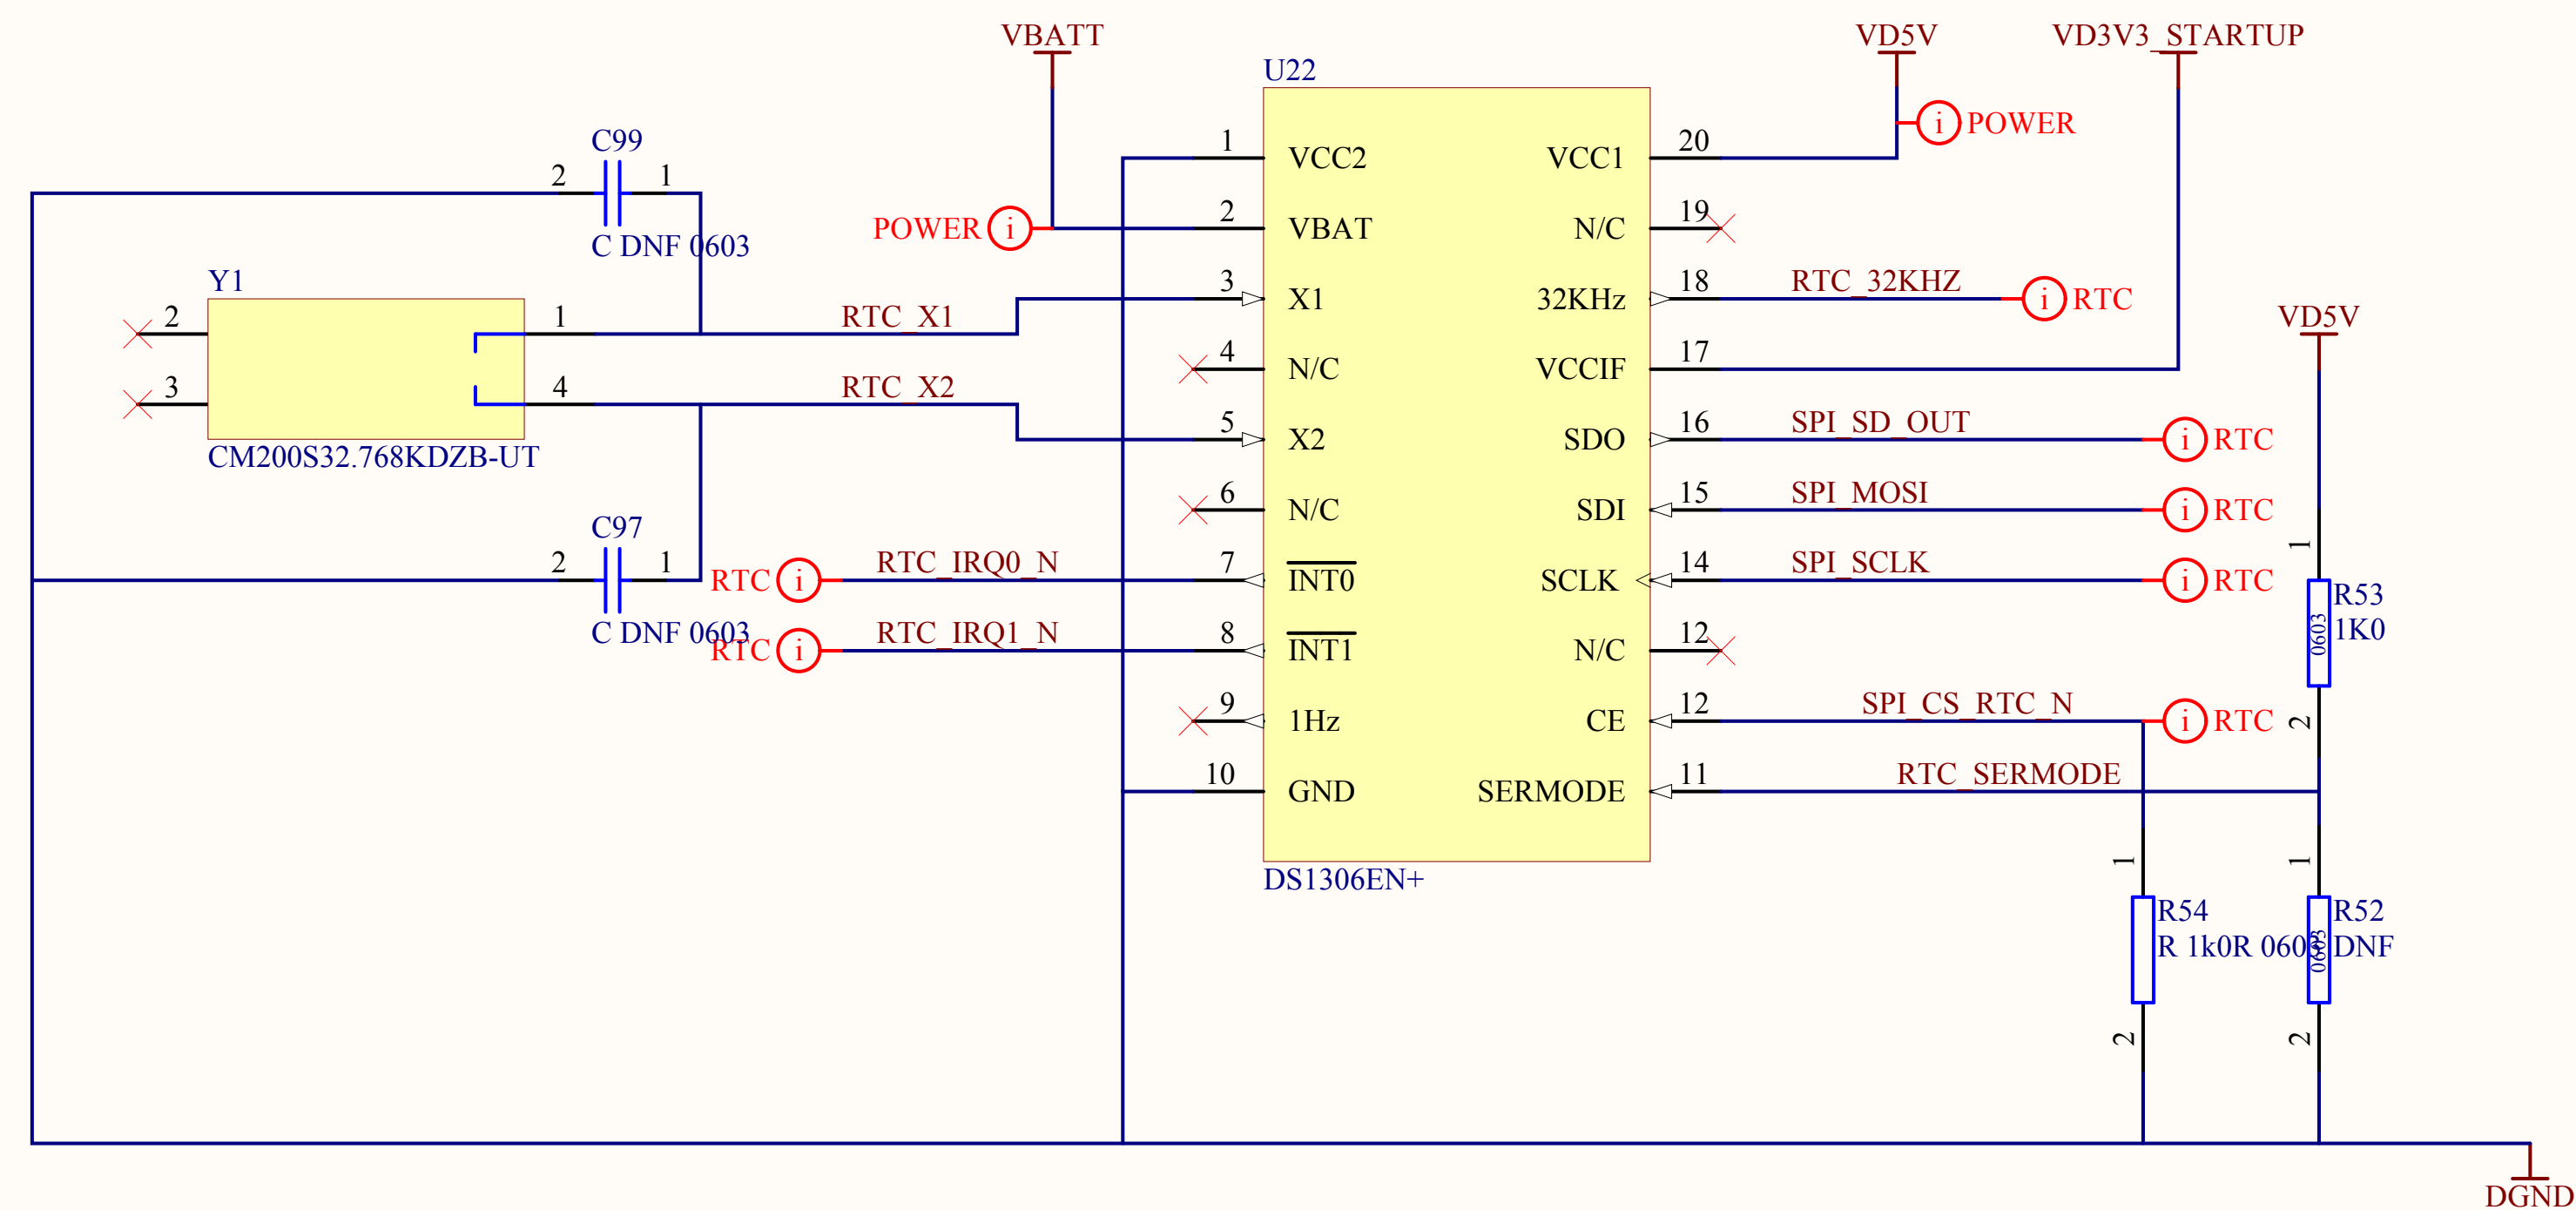 VBATT
VD5V
VD3V3_STARTUP
U22
i POWER
C99
2
1
C DNF 0603
1
VCC2
VCC1
20
POWER i
2
VBAT
N/C
19
Y1
3
X1
32KHz
18
RTC_32KHZ
i RTC
2
1
RTC_X1
4
N/C
VCCIF
17
VD5V
3
4
RTC_X2
5
X2
SDO
16
SPI_SD_OUT
i RTC
CM200S32.768KDZB-UT
6
N/C
SDI
15
SPI_MOSI
i RTC
C97
2
1
C DNF 0603
RTC i
RTC_IRQ0_N
7
INT0
SCLK
14
SPI_SCLK
i RTC
1
R53
1K0
0603
2
RTC i
RTC_IRQ1_N
8
INT1
N/C
12
9
1Hz
CE
12
SPI_CS_RTC_N
i RTC
10
GND
SERMODE
11
RTC_SERMODE
DS1306EN+
1
R54
R 1k0R 0603
2
1
R52
DNF
0603
2
DGND